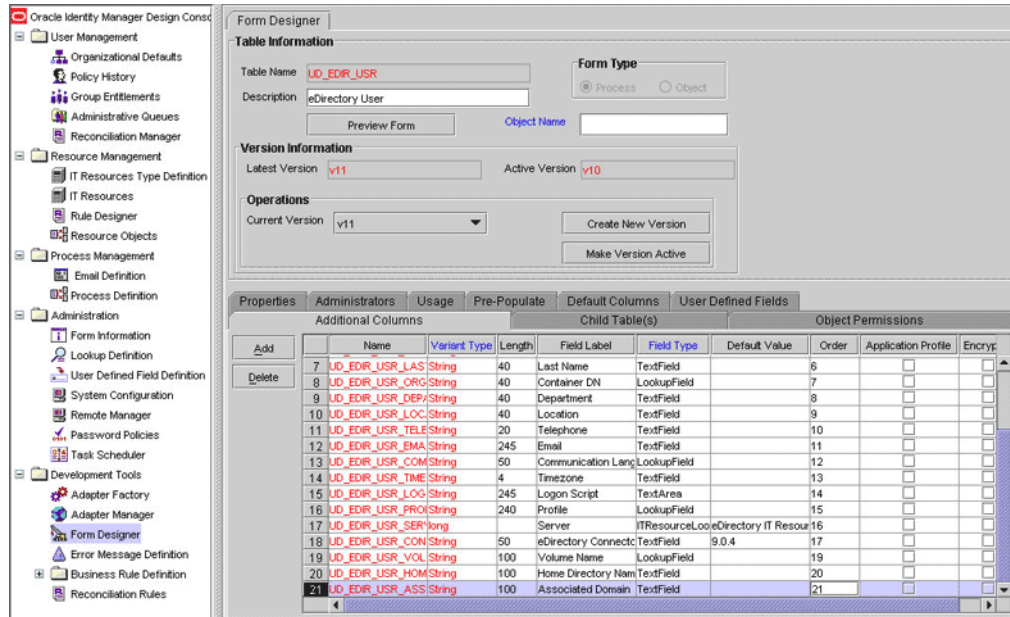 Oracle Identity Manager Design Consc
User Management
Organizational Defaults
Policy History
Group Entitlements
Administrative Queues
Reconciliation Manager
Resource Management
IT Resources Type Definition
IT Resources
Rule Designer
Resource Objects
Process Management
Email Definition
Process Definition
Administration
Form Information
Lookup Definition
User Defined Field Definition
System Configuration
Remote Manager
Password Policies
Task Scheduler
Development Tools
Adapter Factory
Adapter Manager
Form Designer
Error Message Definition
Business Rule Definition
Reconciliation Rules
Form Designer
Table Information
Table Name UD_EDIR_USR
Description eDirectory User
Preview Form
Form Type
Process Object
Object Name
Version Information
Latest Version v11 Active Version v10
Operations
Current Version v11
Create New Version
Make Version Active
Properties Administrators Usage Pre-Populate Default Columns User Defined Fields
Additional Columns Child Table(s) Object Permissions
Add
Delete
Name Variant Type Length Field Label Field Type Default Value Order Application Profile Encryp
7 UD_EDIR_USR_LAS String 40 Last Name TextField 6
8 UD_EDIR_USR_ORG String 40 Container DN LookupField 7
9 UD_EDIR_USR_DEPA String 40 Department TextField 8
10 UD_EDIR_USR_LOC String 40 Location TextField 9
11 UD_EDIR_USR_TELE String 20 Telephone TextField 10
12 UD_EDIR_USR_EMA String 245 Email TextField 11
13 UD_EDIR_USR_COM String 50 Communication Lang LookupField 12
14 UD_EDIR_USR_TIME String 4 Timezone TextField 13
15 UD_EDIR_USR_LOG String 245 Logon Script TextArea 14
16 UD_EDIR_USR_PRO String 240 Profile LookupField 15
17 UD_EDIR_USR_SER long Server ITResourceLoo eDirectory IT Resour 16
18 UD_EDIR_USR_CON String 50 eDirectory Connecto TextField 9.0.4 17
19 UD_EDIR_USR_VOL String 100 Volume Name LookupField 19
20 UD_EDIR_USR_HOM String 100 Home Directory Nam TextField 20
21 UD_EDIR_USR_ASS String 100 Associated Domain TextField 21